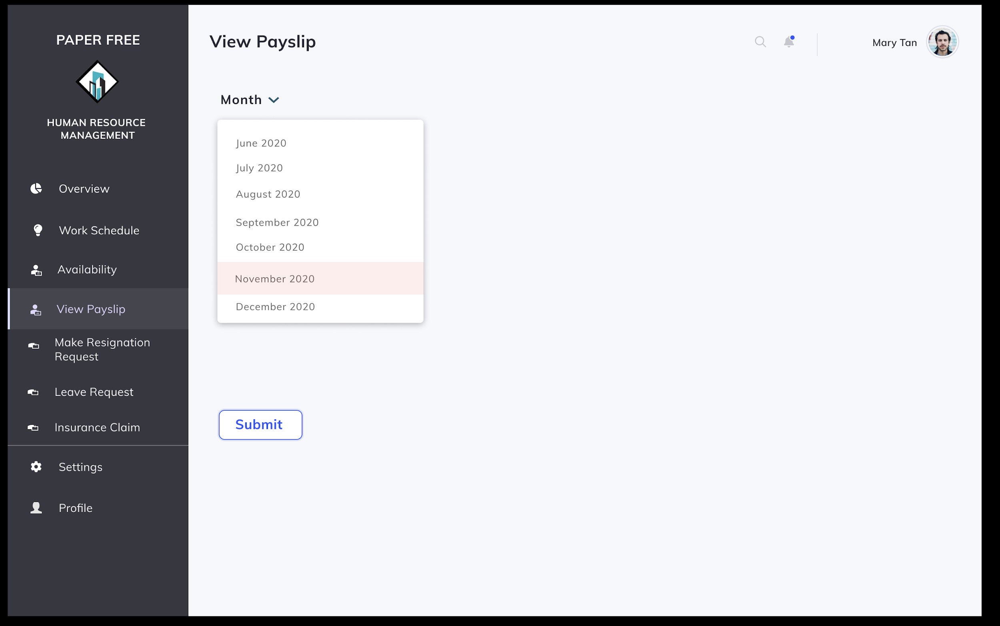 PAPER FREE
HUMAN RESOURCE
MANAGEMENT
Overview
Work Schedule
Availability
View Payslip
Make Resignation
Request
Leave Request
Insurance Claim
Settings
Profile
View Payslip
Mary Tan
Month
June 2020
July 2020
August 2020
September 2020
October 2020
November 2020
December 2020
Submit